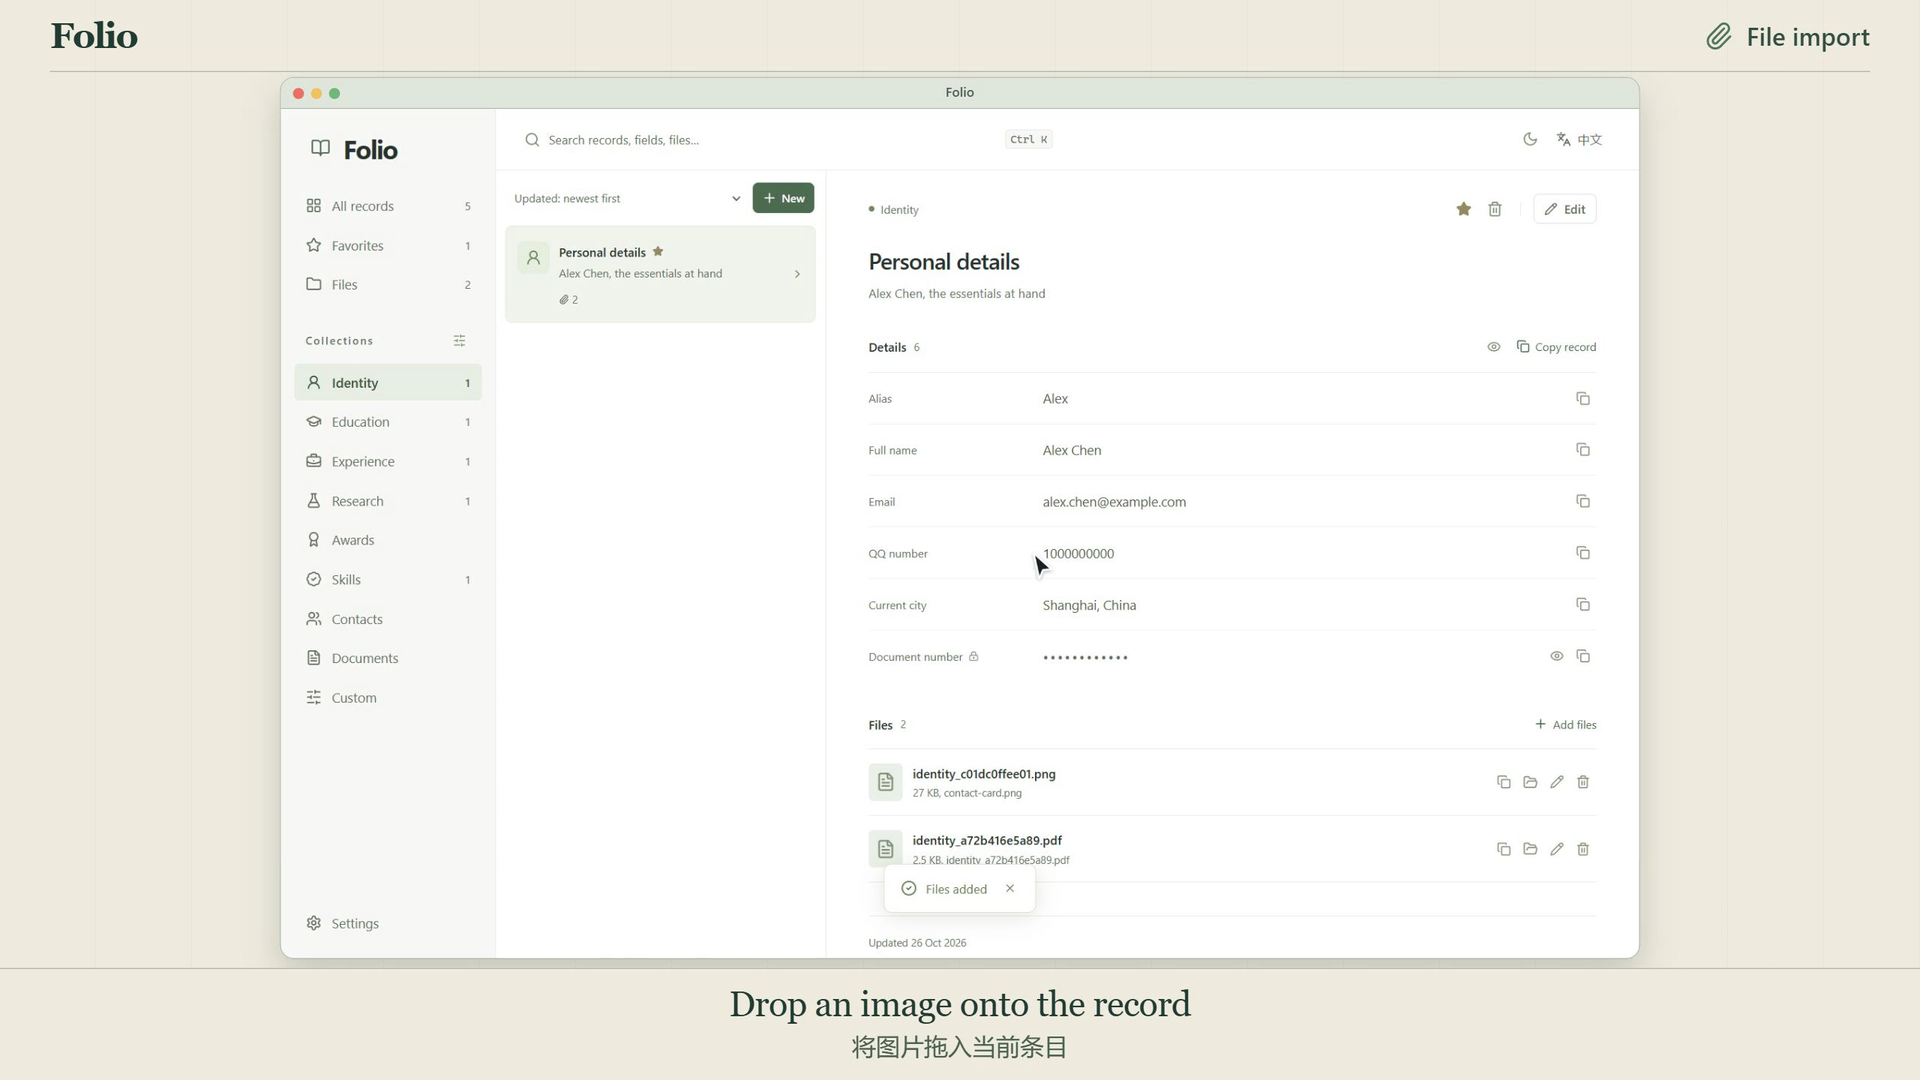 Folio
File import
Folio
Folio
Search records, fields, files...
Ctrl K
中文
All records 5
Favorites 1
Files 2
Collections
Identity 1
Education 1
Experience 1
Research 1
Awards
Skills 1
Contacts
Documents
Custom
Settings
Updated: newest first
New
Personal details
Alex Chen, the essentials at hand
2
Identity
Edit
Personal details
Alex Chen, the essentials at hand
Details 6
Copy record
Alias Alex
Full name Alex Chen
Email alex.chen@example.com
QQ number 1000000000
Current city Shanghai, China
Document number ••••••••••••
Files 2
Add files
identity_c01dc0ffee01.png
27 KB, contact-card.png
identity_a72b416e5a89.pdf
2.5 KB, identity_a72b416e5a89.pdf
Files added
Updated 26 Oct 2026
Drop an image onto the record
将图片拖入当前条目